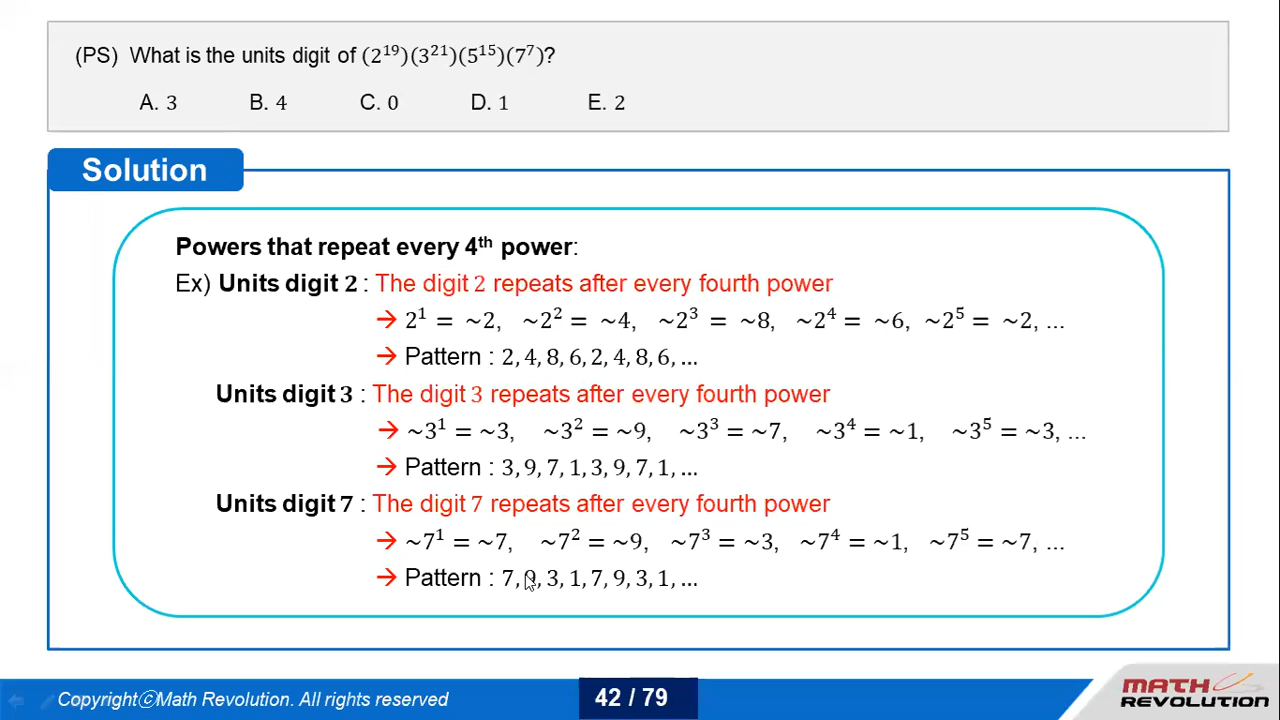 (PS) What is the units digit of (2¹⁹)(3²¹)(5¹⁵)(7⁷)?
A. 3 B. 4 C. 0 D. 1 E. 2
Solution
Powers that repeat every 4ᵗʰ power:
Ex) Units digit 2 : The digit 2 repeats after every fourth power
→ 2¹ = ~2, ~2² = ~4, ~2³ = ~8, ~2⁴ = ~6, ~2⁵ = ~2, ...
→ Pattern : 2, 4, 8, 6, 2, 4, 8, 6, ...
Units digit 3 : The digit 3 repeats after every fourth power
→ ~3¹ = ~3, ~3² = ~9, ~3³ = ~7, ~3⁴ = ~1, ~3⁵ = ~3, ...
→ Pattern : 3, 9, 7, 1, 3, 9, 7, 1, ...
Units digit 7 : The digit 7 repeats after every fourth power
→ ~7¹ = ~7, ~7² = ~9, ~7³ = ~3, ~7⁴ = ~1, ~7⁵ = ~7, ...
→ Pattern : 7, 9, 3, 1, 7, 9, 3, 1, ...
Copyrightⓒ Math Revolution. All rights reserved
42 / 79
MATH
REVOLUTION